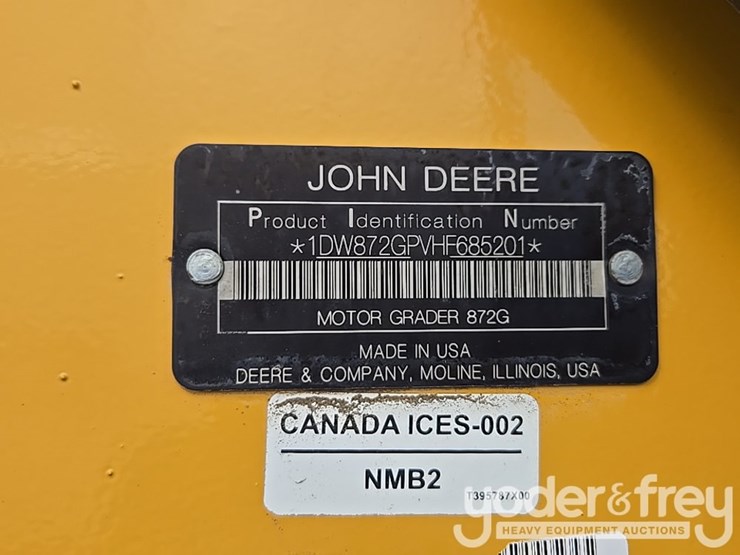 JOHN DEERE
Product Identification Number
*1DW872GPVHF685201*
MOTOR GRADER 872G
MADE IN USA
DEERE & COMPANY, MOLINE, ILLINOIS, USA
CANADA ICES-002
NMB2
T395787X00
yoder&frey
HEAVY EQUIPMENT AUCTIONS